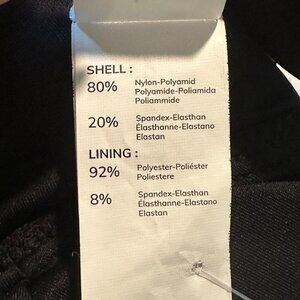 SHELL :
80% Nylon-Polyamid
Polyamide-Poliamida
Poliammide
20% Spandex-Elasthan
Élasthanne-Elastano
Elastan
LINING :
92% Polyester-Poliéster
Poliestere
8% Spandex-Elasthan
Élasthanne-Elastano
Elastan